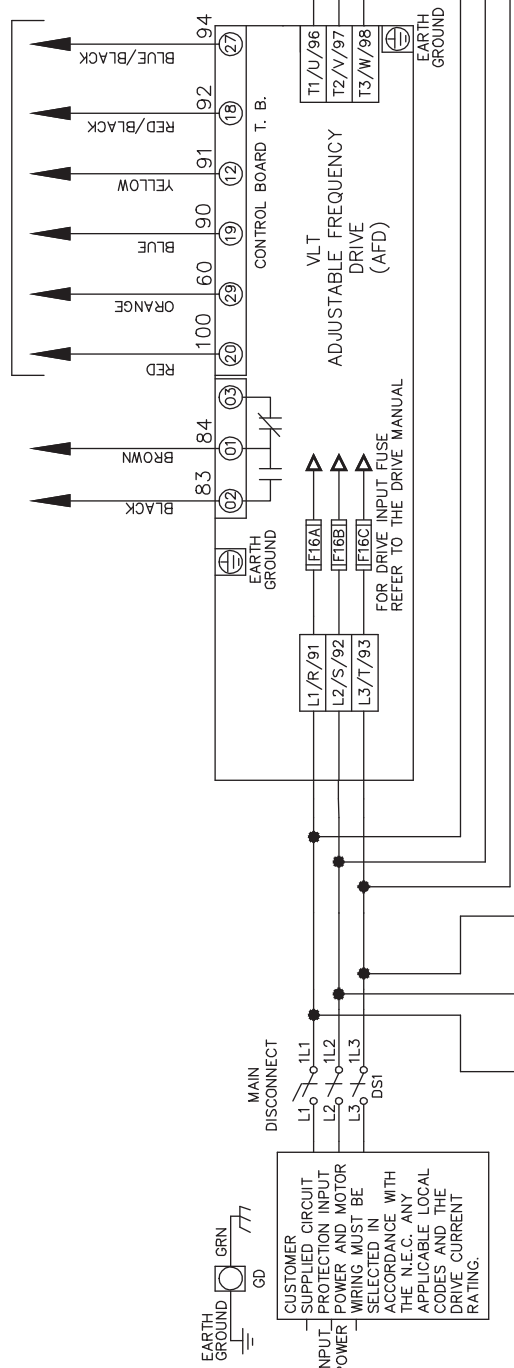 BLUE/BLACK
94
27
RED/BLACK
92
18
YELLOW
91
12
BLUE
90
19
ORANGE
60
29
RED
100
20
CONTROL BOARD T. B.
03
BROWN
84
01
BLACK
83
02
EARTH
GROUND
T1/U/96
T2/V/97
T3/W/98
EARTH
GROUND
VLT
ADJUSTABLE FREQUENCY
DRIVE
(AFD)
F16A
F16B
F16C
FOR DRIVE INPUT FUSE
REFER TO THE DRIVE MANUAL
L1/R/91
L2/S/92
L3/T/93
MAIN
DISCONNECT
L1 1L1
L2 1L2
L3 1L3
DS1
EARTH
GROUND
GRN
GD
CUSTOMER
SUPPLIED CIRCUIT
PROTECTION INPUT
POWER AND MOTOR
WIRING MUST BE
SELECTED IN
ACCORDANCE WITH
THE N.E.C. ANY
APPLICABLE LOCAL
CODES AND THE
DRIVE CURRENT
RATING.
INPUT
POWER